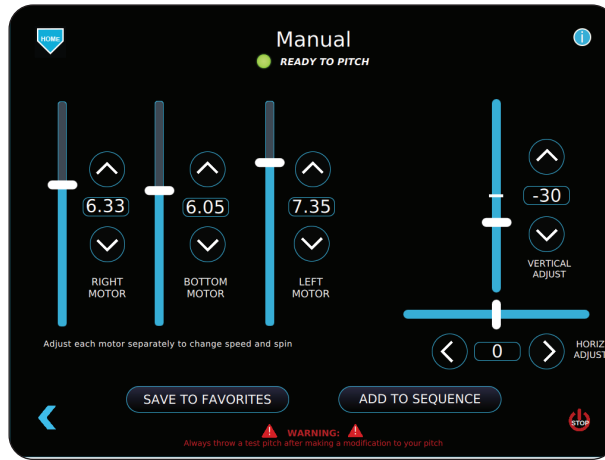 HOME
Manual
i
READY TO PITCH
6.33
6.05
7.35
-30
RIGHT
MOTOR
BOTTOM
MOTOR
LEFT
MOTOR
VERTICAL
ADJUST
Adjust each motor separately to change speed and spin
0
HORIZ
ADJUST
SAVE TO FAVORITES
ADD TO SEQUENCE
STOP
WARNING:
Always throw a test pitch after making a modification to your pitch